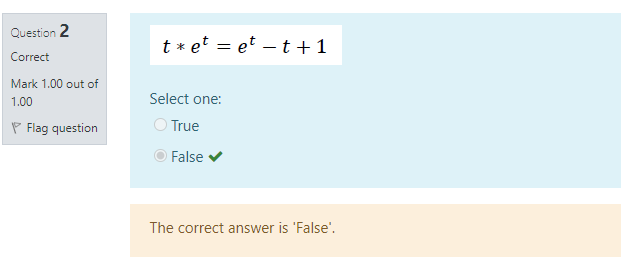 Question 2
Correct
Mark 1.00 out of
1.00
Flag question
t * e^t = e^t − t + 1
Select one:
True
False
The correct answer is 'False'.